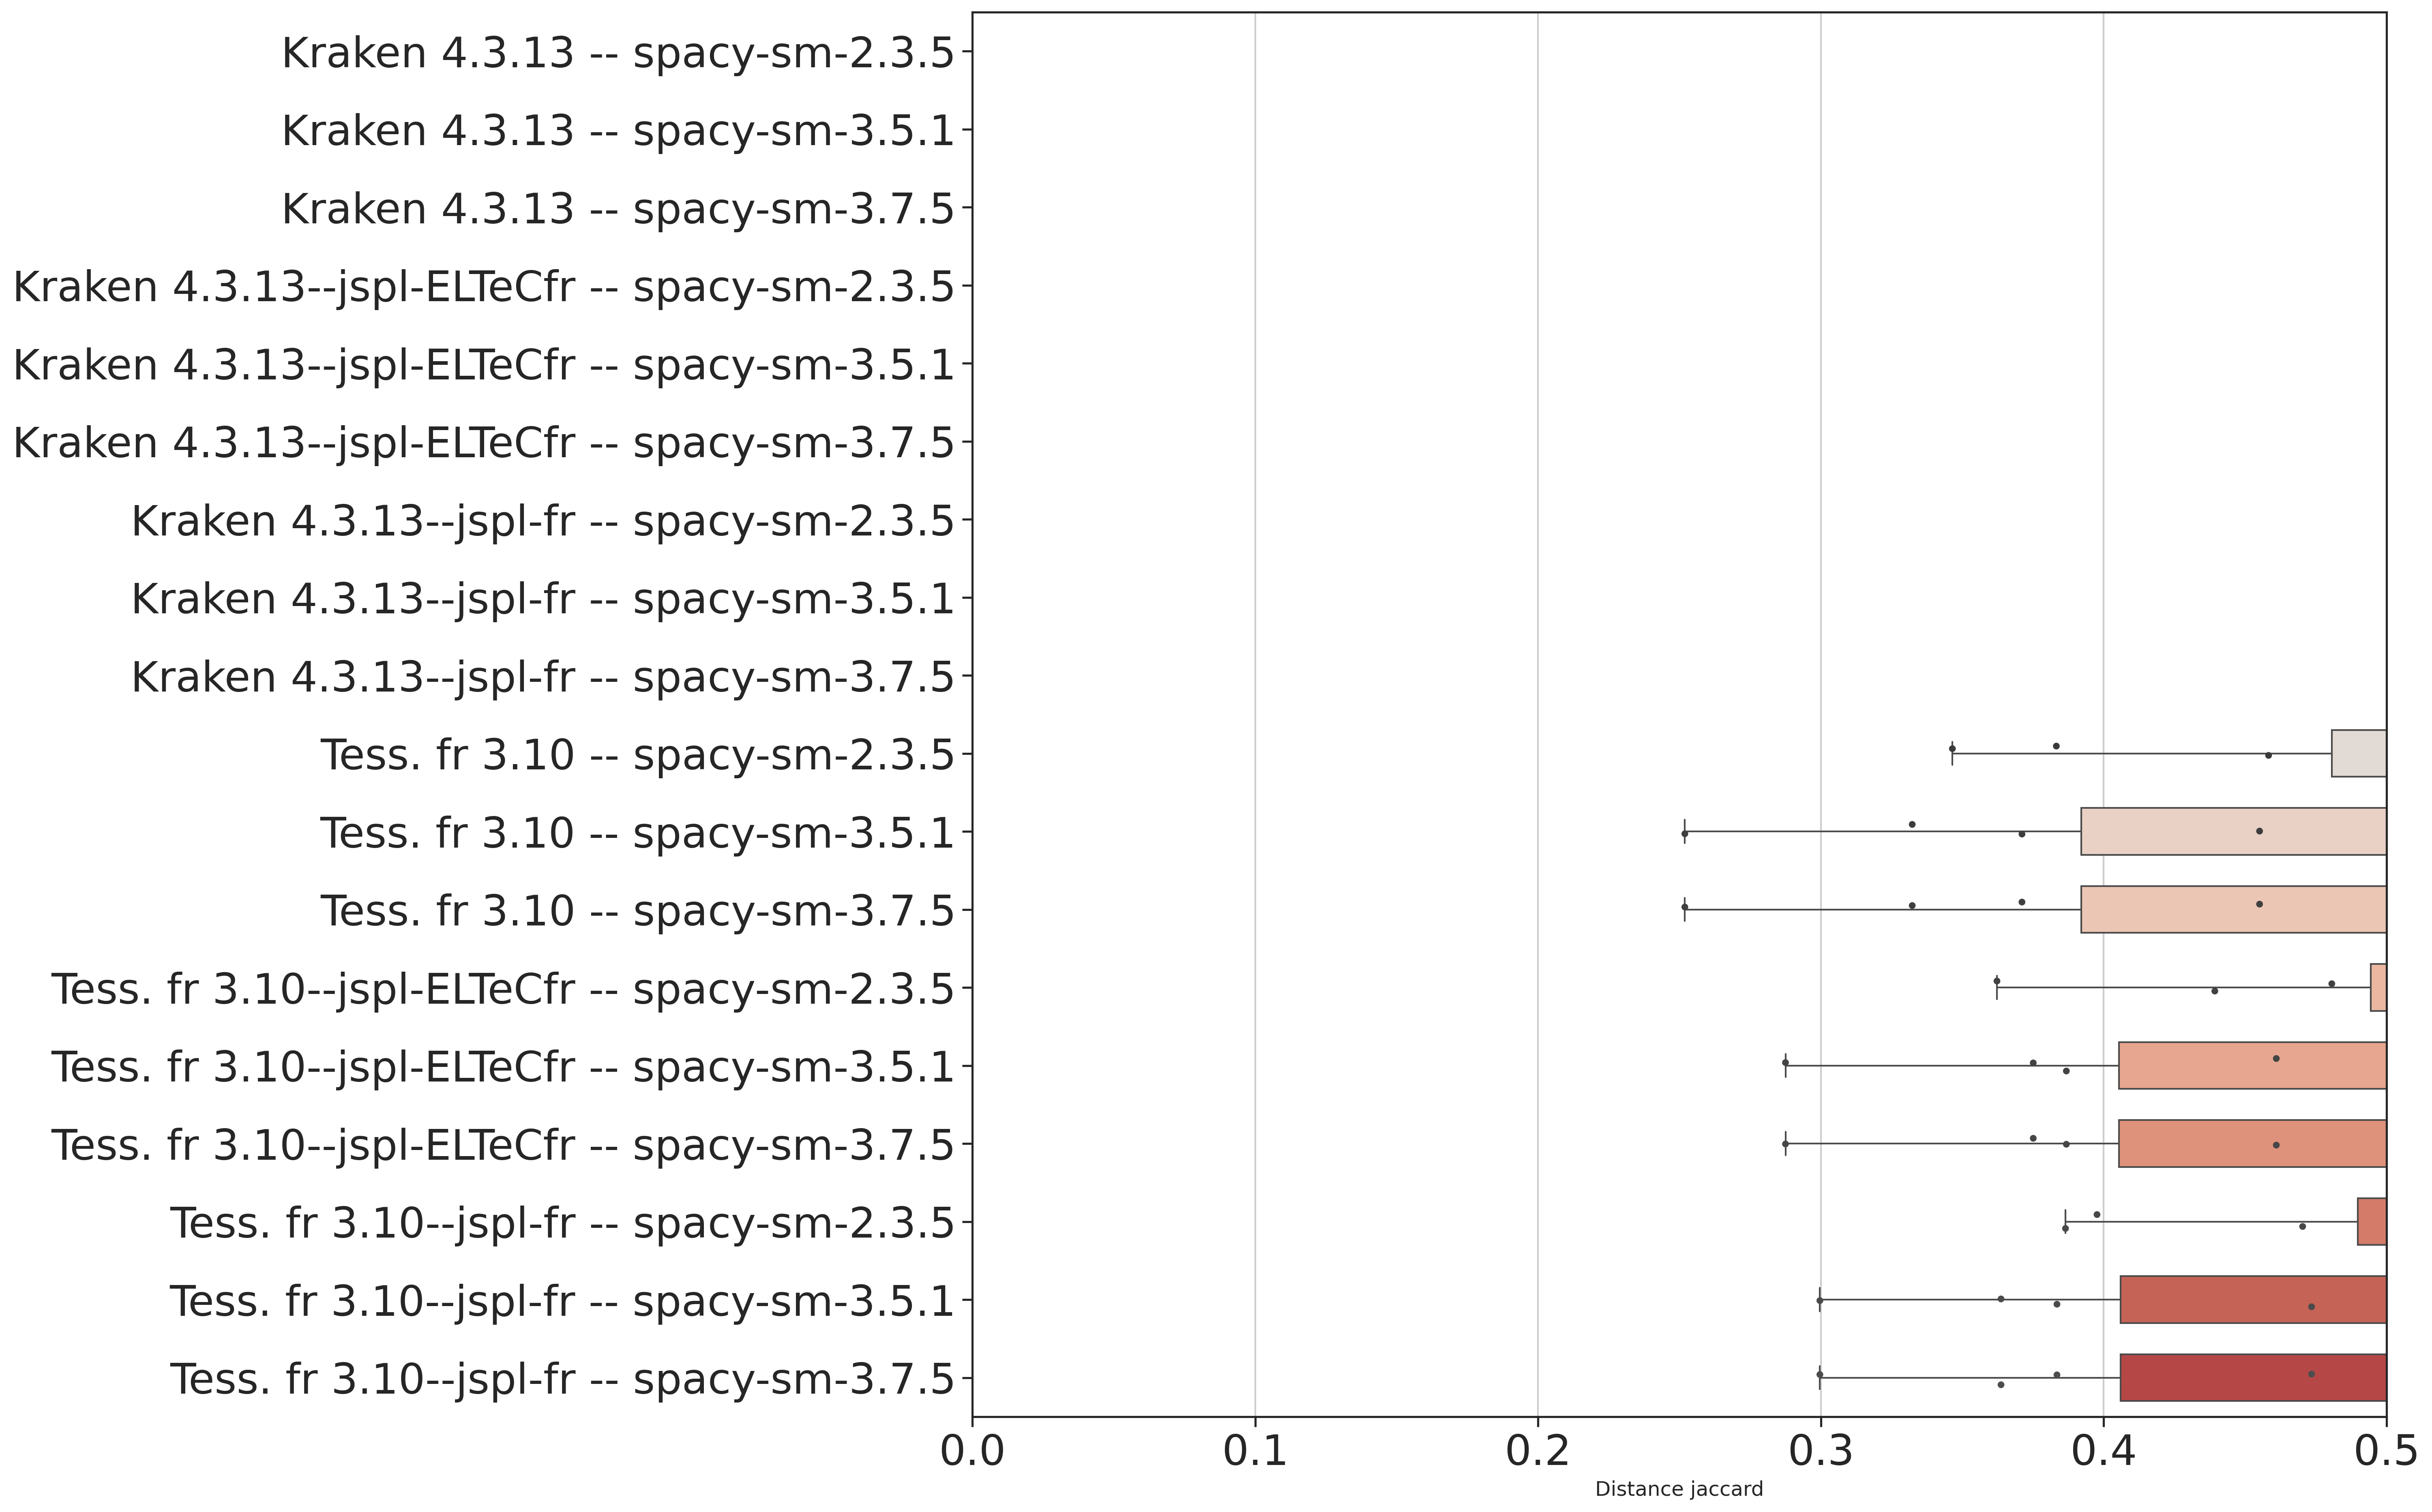 Kraken 4.3.13 -- spacy-sm-2.3.5
Kraken 4.3.13 -- spacy-sm-3.5.1
Kraken 4.3.13 -- spacy-sm-3.7.5
Kraken 4.3.13--jspl-ELTeCfr -- spacy-sm-2.3.5
Kraken 4.3.13--jspl-ELTeCfr -- spacy-sm-3.5.1
Kraken 4.3.13--jspl-ELTeCfr -- spacy-sm-3.7.5
Kraken 4.3.13--jspl-fr -- spacy-sm-2.3.5
Kraken 4.3.13--jspl-fr -- spacy-sm-3.5.1
Kraken 4.3.13--jspl-fr -- spacy-sm-3.7.5
Tess. fr 3.10 -- spacy-sm-2.3.5
Tess. fr 3.10 -- spacy-sm-3.5.1
Tess. fr 3.10 -- spacy-sm-3.7.5
Tess. fr 3.10--jspl-ELTeCfr -- spacy-sm-2.3.5
Tess. fr 3.10--jspl-ELTeCfr -- spacy-sm-3.5.1
Tess. fr 3.10--jspl-ELTeCfr -- spacy-sm-3.7.5
Tess. fr 3.10--jspl-fr -- spacy-sm-2.3.5
Tess. fr 3.10--jspl-fr -- spacy-sm-3.5.1
Tess. fr 3.10--jspl-fr -- spacy-sm-3.7.5
0.0 0.1 0.2 0.3 0.4 0.5
Distance jaccard